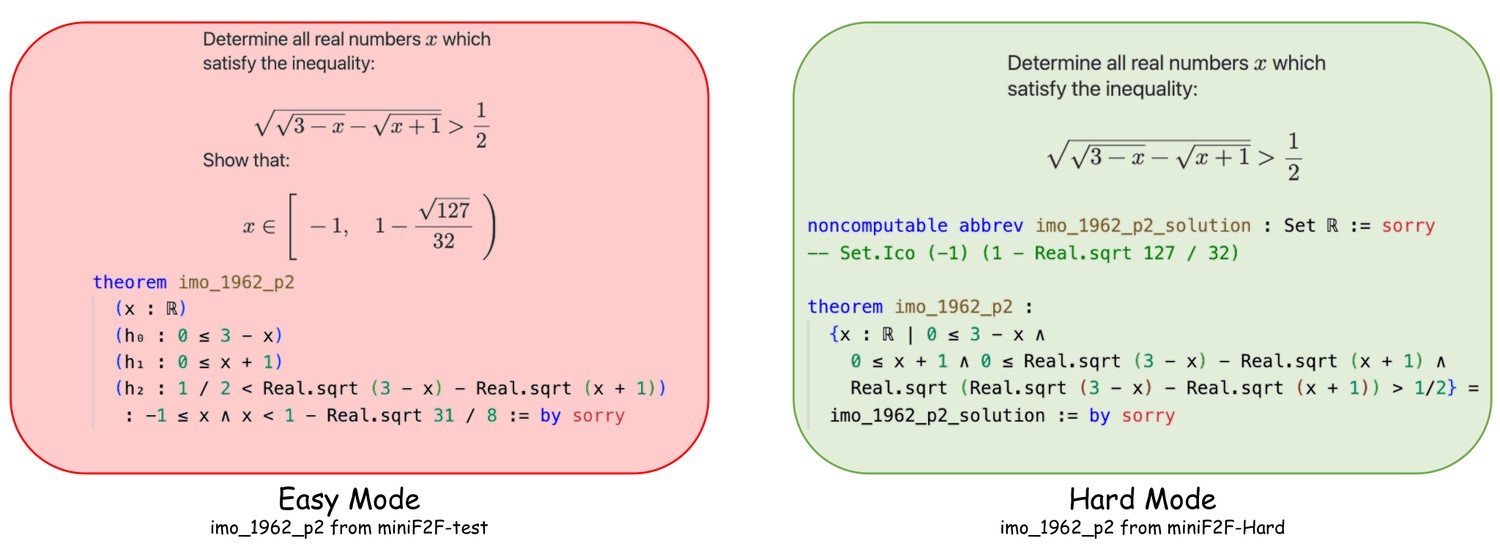 Determine all real numbers x which
satisfy the inequality:
√(√(3 − x) − √(x + 1)) > 1/2
Show that:
x ∈ [ − 1, 1 − √127/32 )
theorem imo_1962_p2
(x : ℝ)
(h₀ : 0 ≤ 3 - x)
(h₁ : 0 ≤ x + 1)
(h₂ : 1 / 2 < Real.sqrt (3 - x) - Real.sqrt (x + 1))
: -1 ≤ x ∧ x < 1 - Real.sqrt 31 / 8 := by sorry
Easy Mode
imo_1962_p2 from miniF2F-test
Determine all real numbers x which
satisfy the inequality:
√(√(3 − x) − √(x + 1)) > 1/2
noncomputable abbrev imo_1962_p2_solution : Set ℝ := sorry
-- Set.Ico (-1) (1 - Real.sqrt 127 / 32)
theorem imo_1962_p2 :
{x : ℝ | 0 ≤ 3 - x ∧
0 ≤ x + 1 ∧ 0 ≤ Real.sqrt (3 - x) - Real.sqrt (x + 1) ∧
Real.sqrt (Real.sqrt (3 - x) - Real.sqrt (x + 1)) > 1/2} =
imo_1962_p2_solution := by sorry
Hard Mode
imo_1962_p2 from miniF2F-Hard